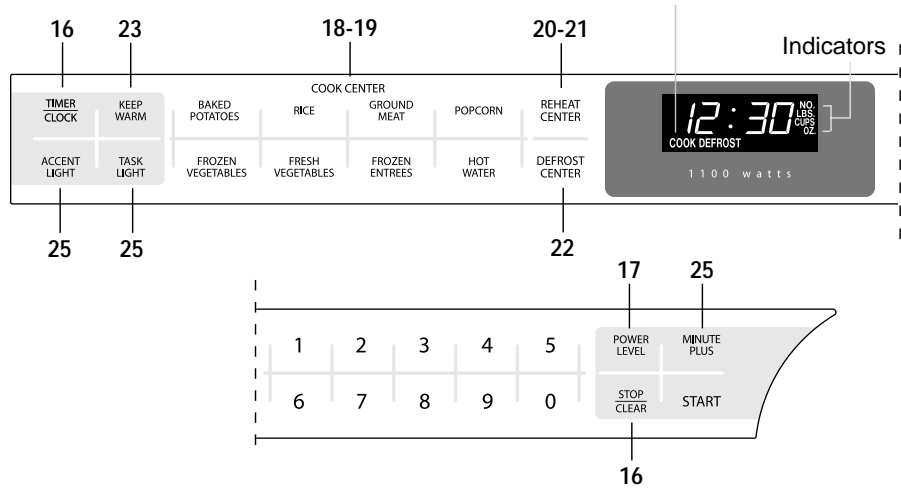 16 23 18-19 20-21
Indicators
COOK CENTER
TIMER
CLOCK
KEEP
WARM
BAKED
POTATOES
RICE
GROUND
MEAT
POPCORN
REHEAT
CENTER
12:30
NO.
LBS.
CUPS
OZ.
COOK DEFROST
ACCENT
LIGHT
TASK
LIGHT
FROZEN
VEGETABLES
FRESH
VEGETABLES
FROZEN
ENTREES
HOT
WATER
DEFROST
CENTER
1100 watts
25 25 22
17 25
1 2 3 4 5
POWER
LEVEL
MINUTE
PLUS
6 7 8 9 0
STOP
CLEAR
START
16